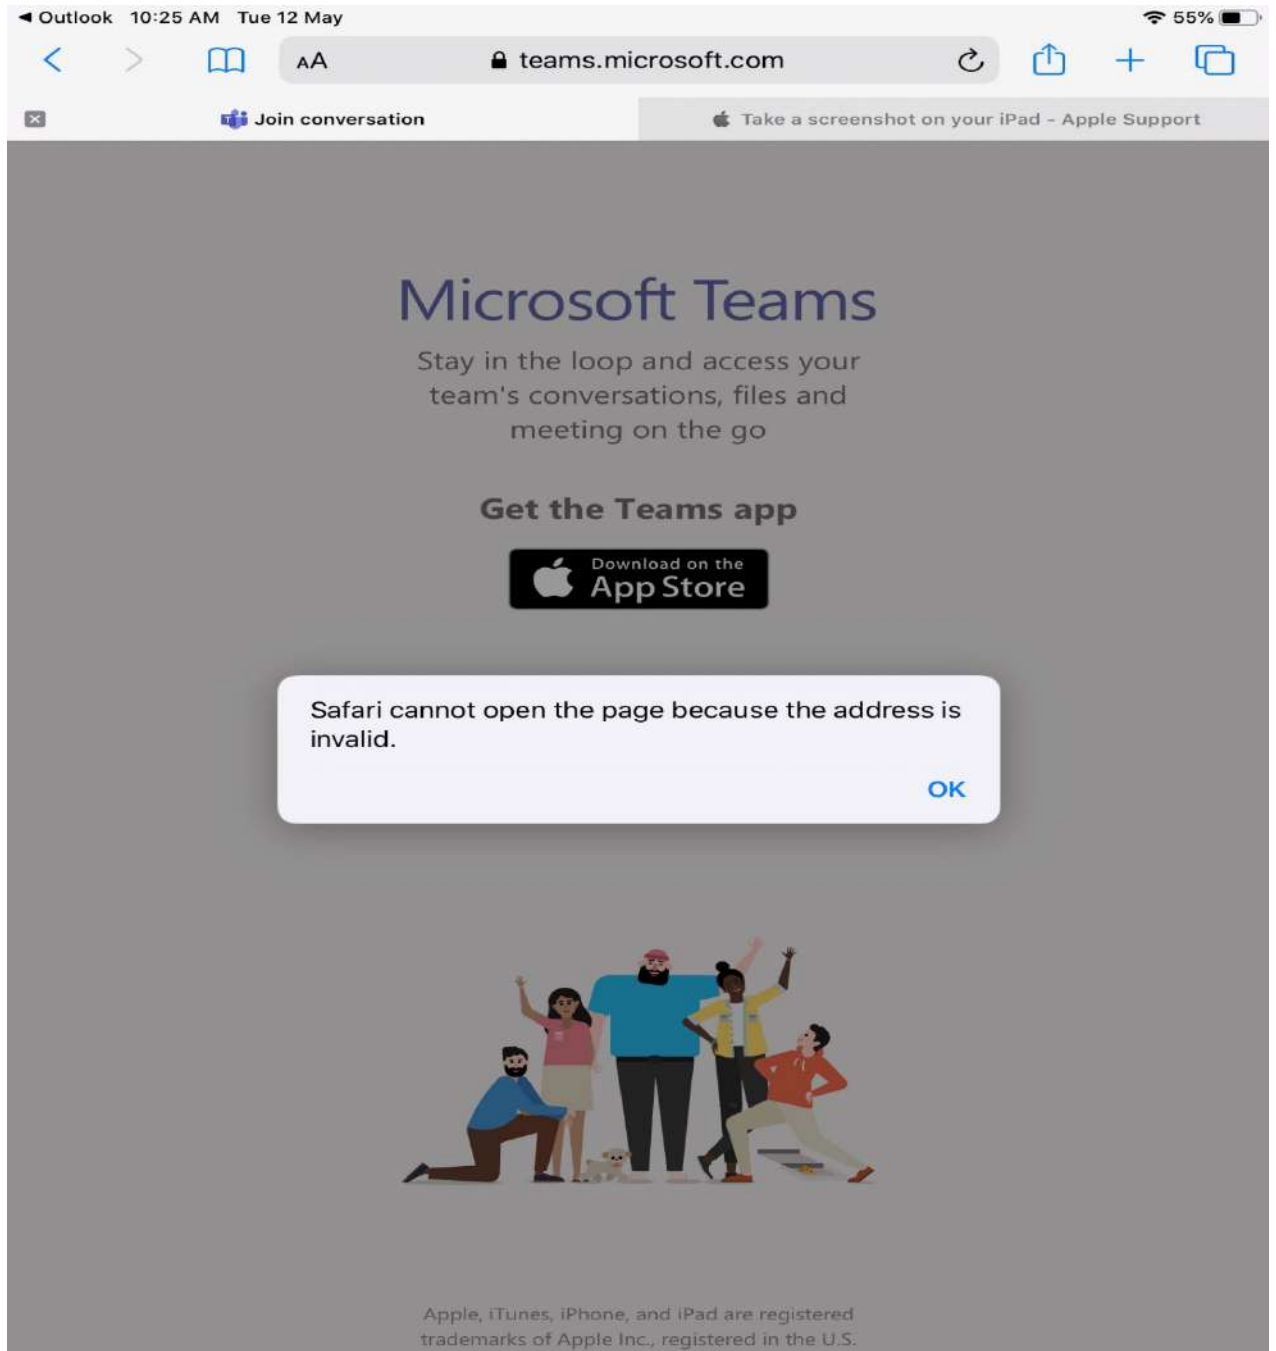 ◄ Outlook 10:25 AM Tue 12 May 55%
AA teams.microsoft.com
Join conversation Take a screenshot on your iPad - Apple Support
Microsoft Teams
Stay in the loop and access your
team's conversations, files and
meeting on the go
Get the Teams app
Download on the
App Store
Safari cannot open the page because the address is
invalid.
OK
Apple, iTunes, iPhone, and iPad are registered
trademarks of Apple Inc., registered in the U.S.